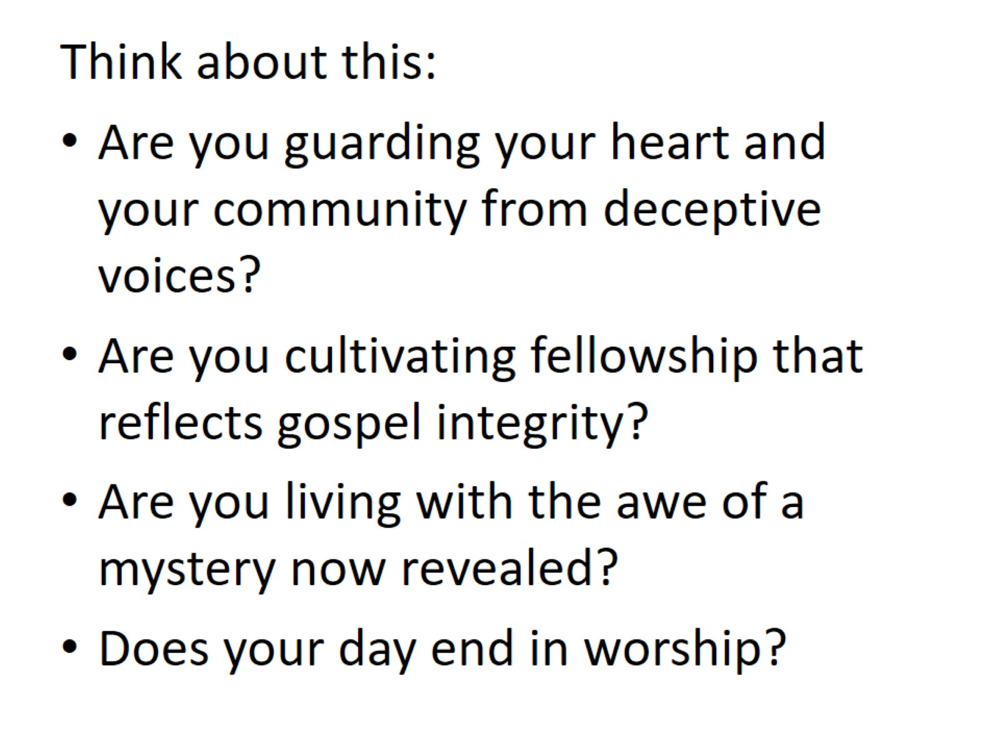 Think about this:
• Are you guarding your heart and
your community from deceptive
voices?
• Are you cultivating fellowship that
reflects gospel integrity?
• Are you living with the awe of a
mystery now revealed?
• Does your day end in worship?